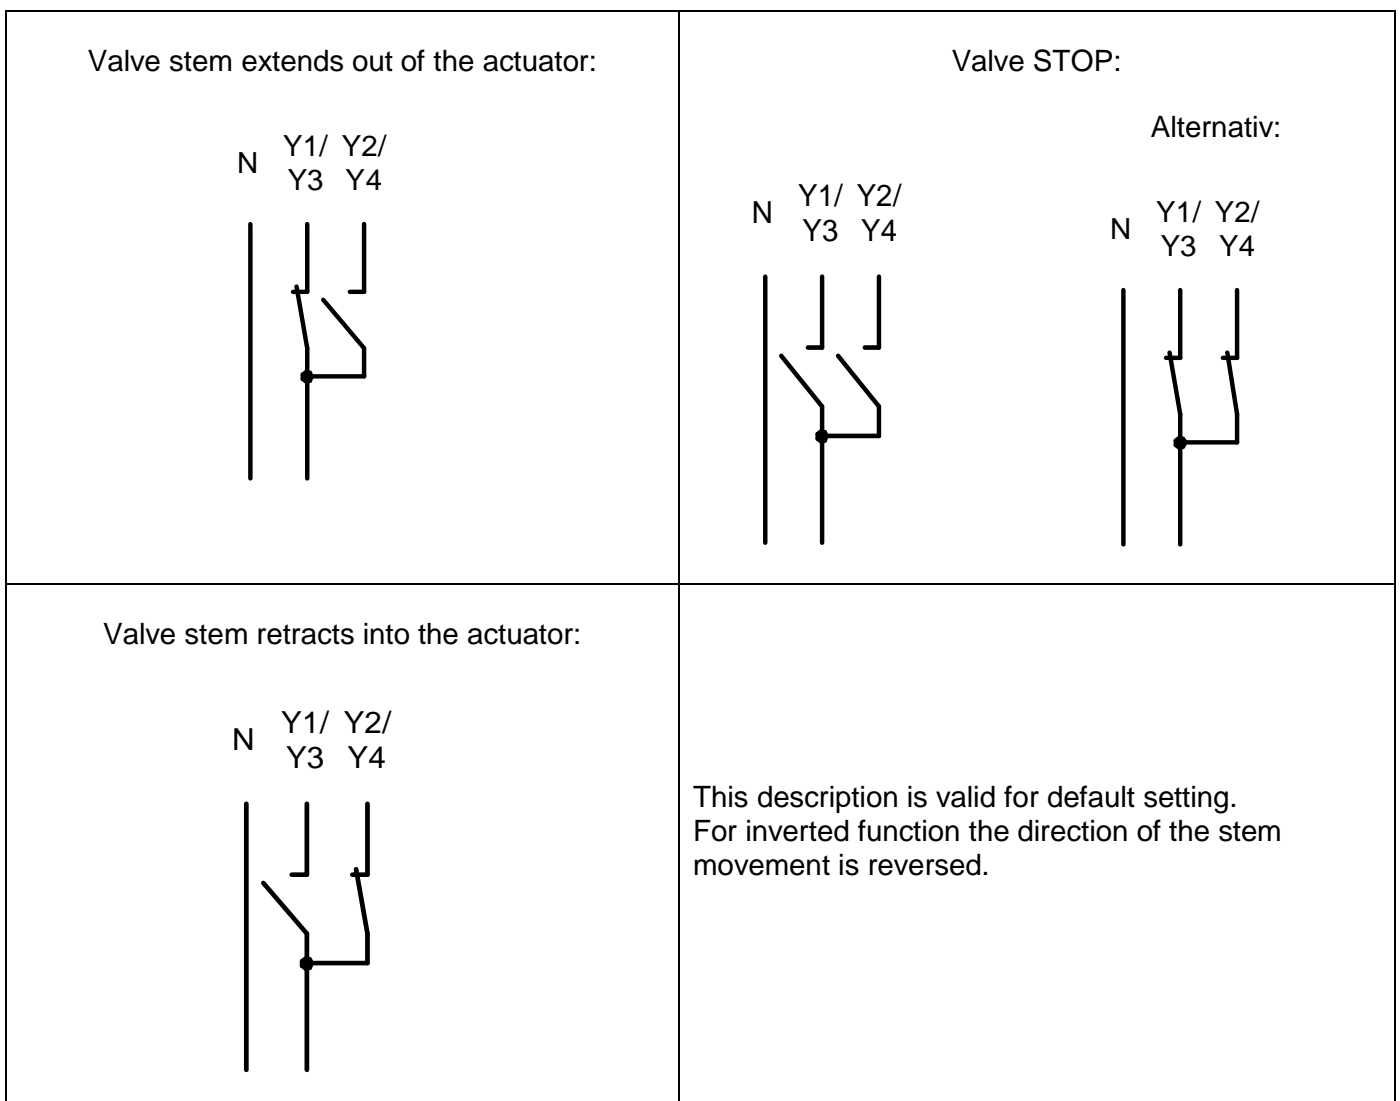 Valve stem extends out of the actuator:
N Y1/ Y2/
Y3 Y4
Valve STOP:
Alternativ:
N Y1/ Y2/
Y3 Y4
N Y1/ Y2/
Y3 Y4
Valve stem retracts into the actuator:
N Y1/ Y2/
Y3 Y4
This description is valid for default setting.
For inverted function the direction of the stem
movement is reversed.